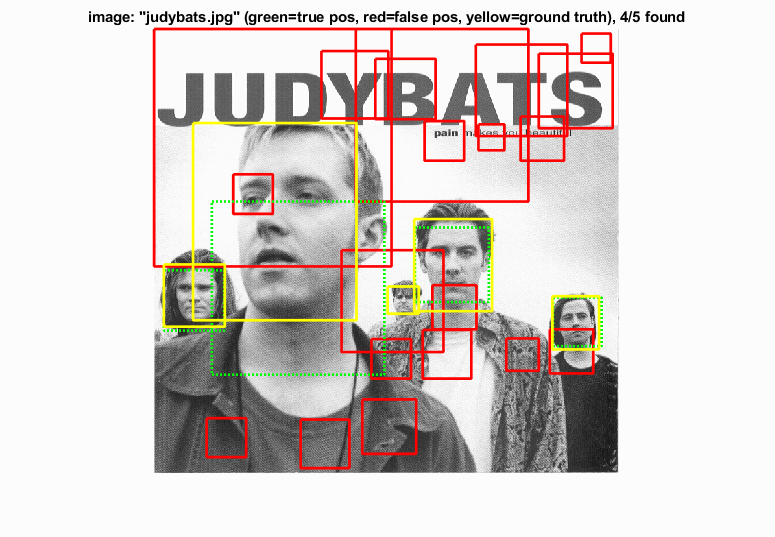 image: "judybats.jpg" (green=true pos, red=false pos, yellow=ground truth), 4/5 found
JUDYBATS
pain makes you beautiful